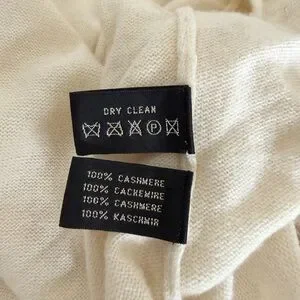 DRY CLEAN
P
100% CASHMERE
100% CACHEMIRE
100% CASHMERE
100% KASCHMIR